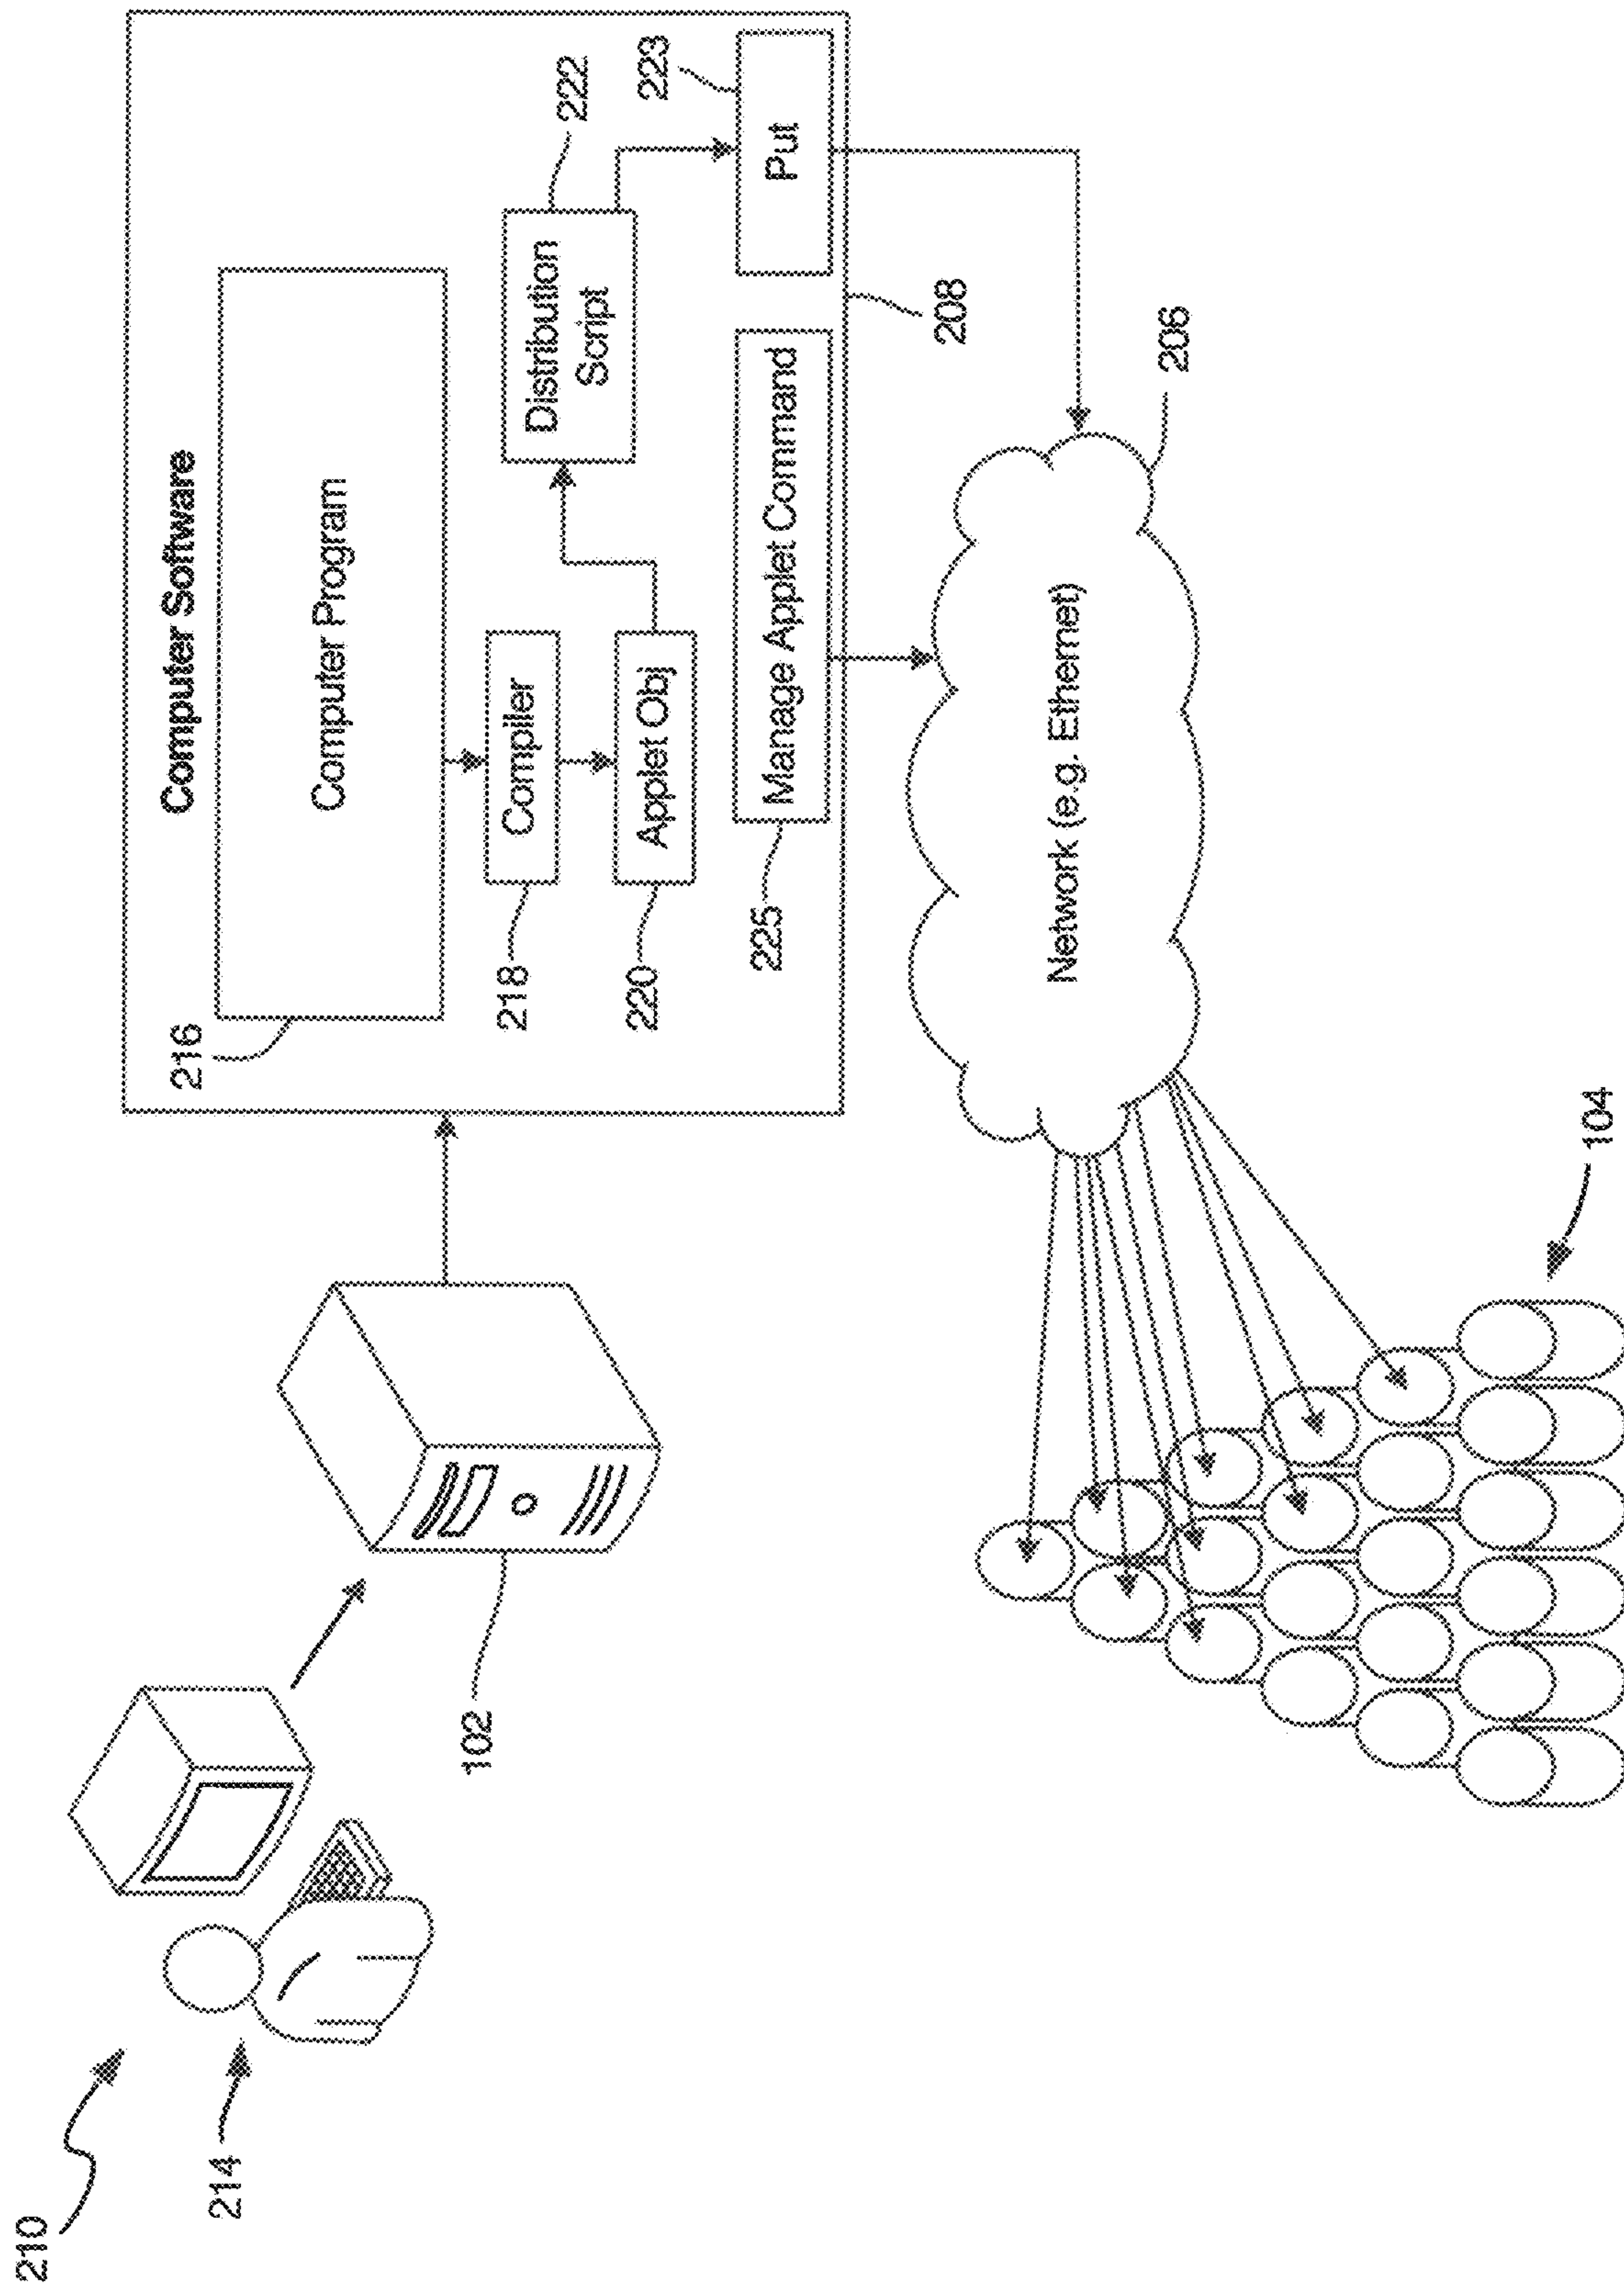 210
214
102
Computer Software
216
Computer Program
218
Compiler
220
Applet Obj
222
Distribution
Script
225
Manage Applet Command
223
Put
208
206
Network (e.g. Ethernet)
104